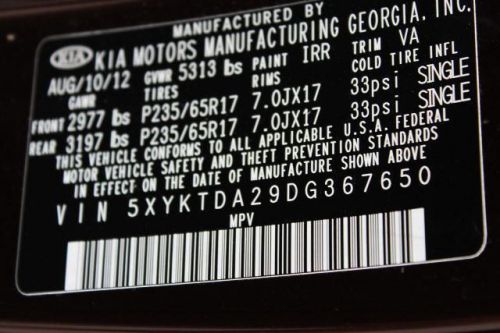 MANUFACTURED BY
KIA KIA MOTORS MANUFACTURING GEORGIA, INC.
AUG/10/12 GVWR 5313 lbs PAINT IRR TRIM VA
GAWR TIRES RIMS COLD TIRE INFL
FRONT 2977 lbs P235/65R17 7.0JX17 33psi SINGLE
REAR 3197 lbs P235/65R17 7.0JX17 33psi SINGLE
THIS VEHICLE CONFORMS TO ALL APPLICABLE U.S.A. FEDERAL
MOTOR VEHICLE SAFETY AND THEFT PREVENTION STANDARDS
IN EFFECT ON THE DATE OF MANUFACTURE SHOWN ABOVE
VIN 5XYKTDA29DG367650
MPV